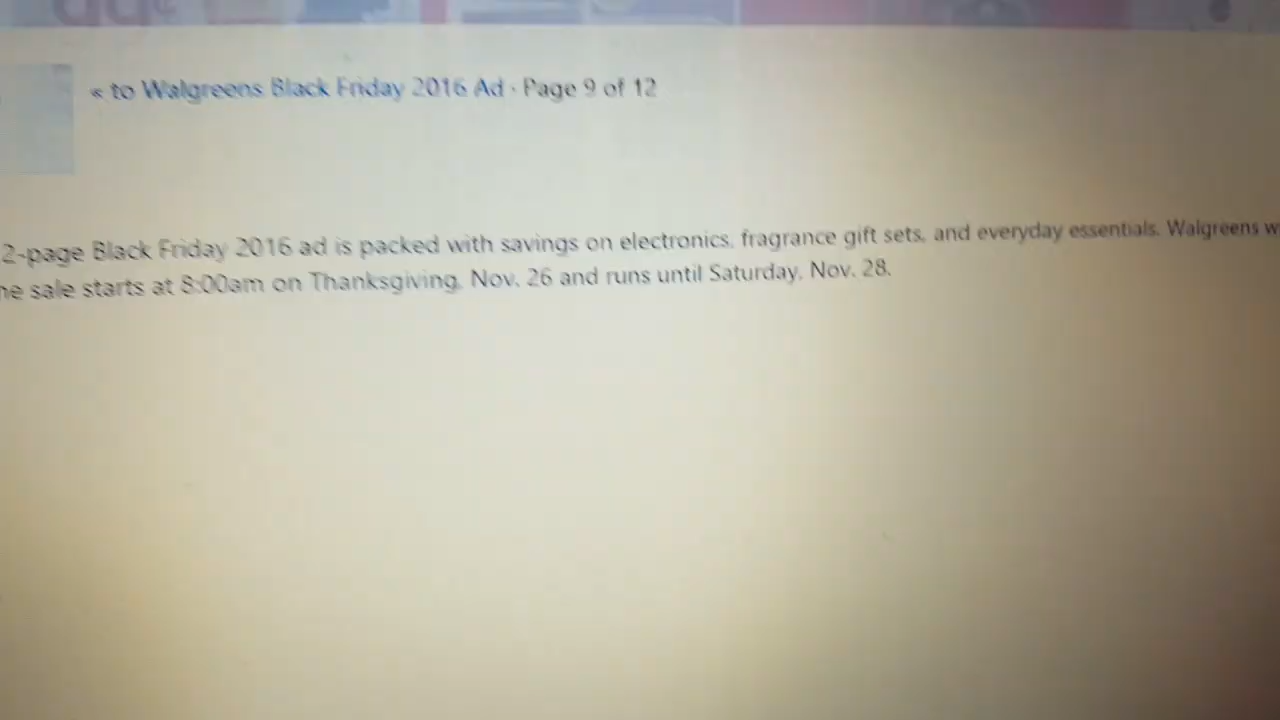 « to Walgreens Black Friday 2016 Ad · Page 9 of 12
2-page Black Friday 2016 ad is packed with savings on electronics, fragrance gift sets, and everyday essentials. Walgreens w
he sale starts at 8:00am on Thanksgiving, Nov. 26 and runs until Saturday, Nov. 28.